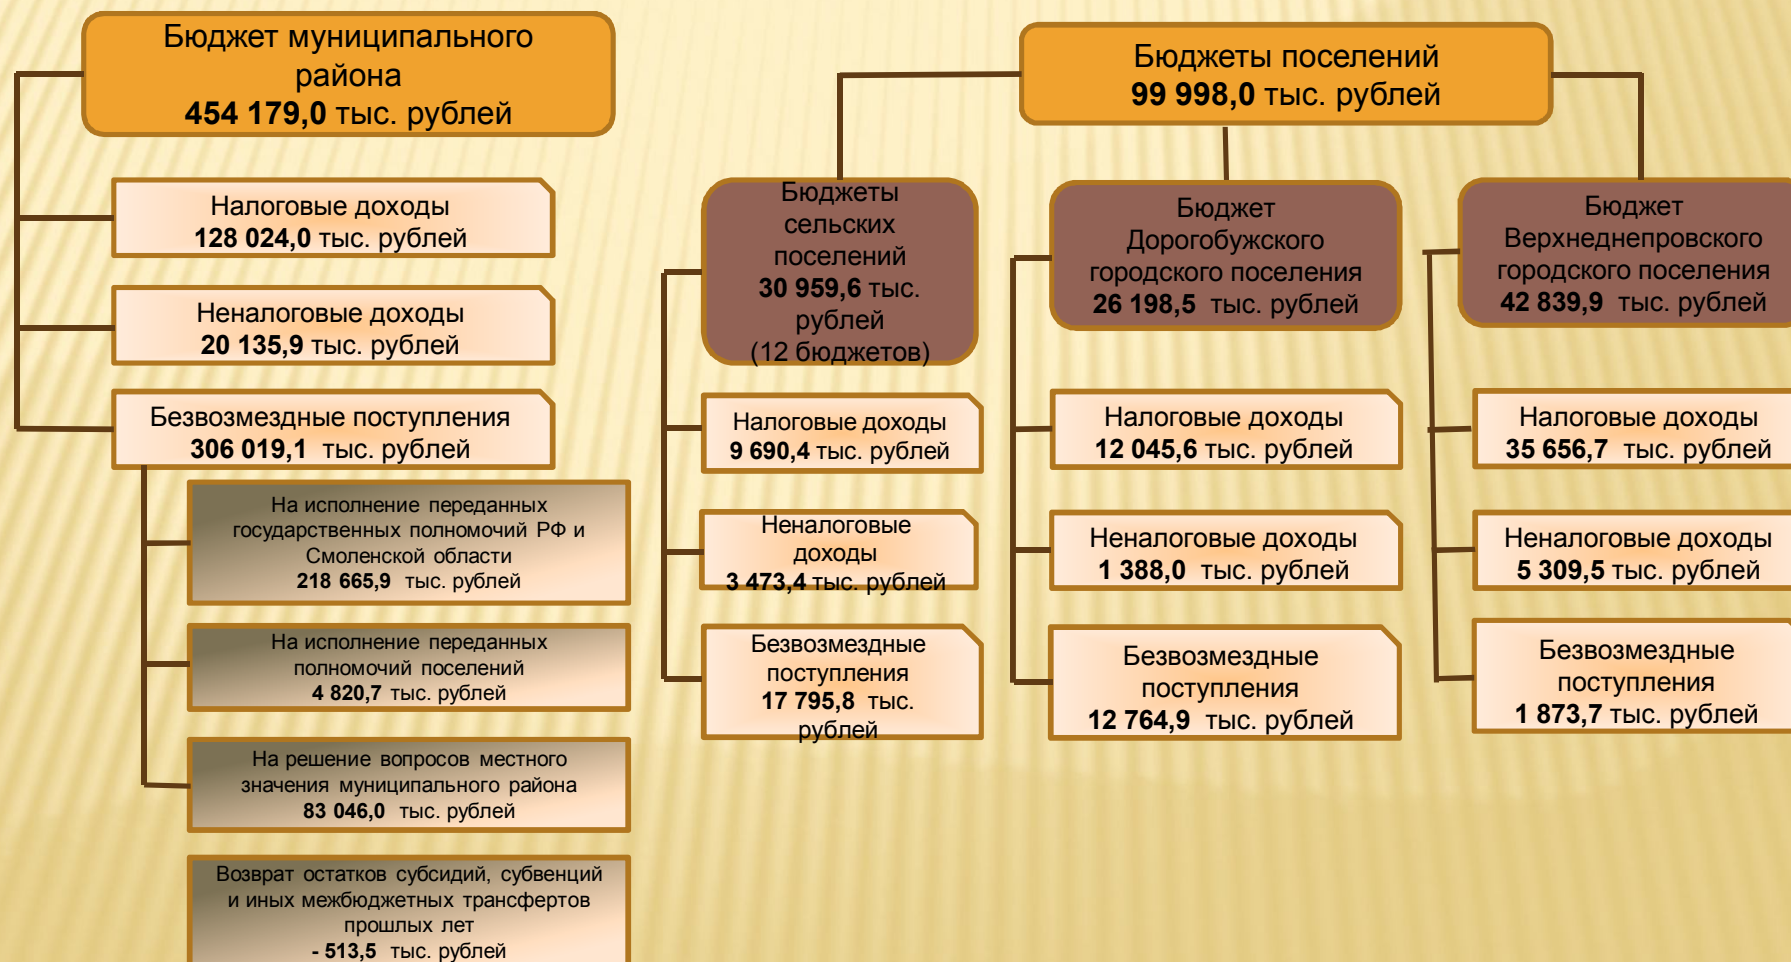 Бюджет муниципального
района
454 179,0 тыс. рублей
Налоговые доходы
128 024,0 тыс. рублей
Неналоговые доходы
20 135,9 тыс. рублей
Безвозмездные поступления
306 019,1 тыс. рублей
На исполнение переданных
государственных полномочий РФ и
Смоленской области
218 665,9 тыс. рублей
На исполнение переданных
полномочий поселений
4 820,7 тыс. рублей
На решение вопросов местного
значения муниципального района
83 046,0 тыс. рублей
Возврат остатков субсидий, субвенций
и иных межбюджетных трансфертов
прошлых лет
- 513,5 тыс. рублей
Бюджеты поселений
99 998,0 тыс. рублей
Бюджеты
сельских
поселений
30 959,6 тыс.
рублей
(12 бюджетов)
Налоговые доходы
9 690,4 тыс. рублей
Неналоговые
доходы
3 473,4 тыс. рублей
Безвозмездные
поступления
17 795,8 тыс.
рублей
Бюджет
Дорогобужского
городского поселения
26 198,5 тыс. рублей
Налоговые доходы
12 045,6 тыс. рублей
Неналоговые доходы
1 388,0 тыс. рублей
Безвозмездные
поступления
12 764,9 тыс. рублей
Бюджет
Верхнеднепровского
городского поселения
42 839,9 тыс. рублей
Налоговые доходы
35 656,7 тыс. рублей
Неналоговые доходы
5 309,5 тыс. рублей
Безвозмездные
поступления
1 873,7 тыс. рублей